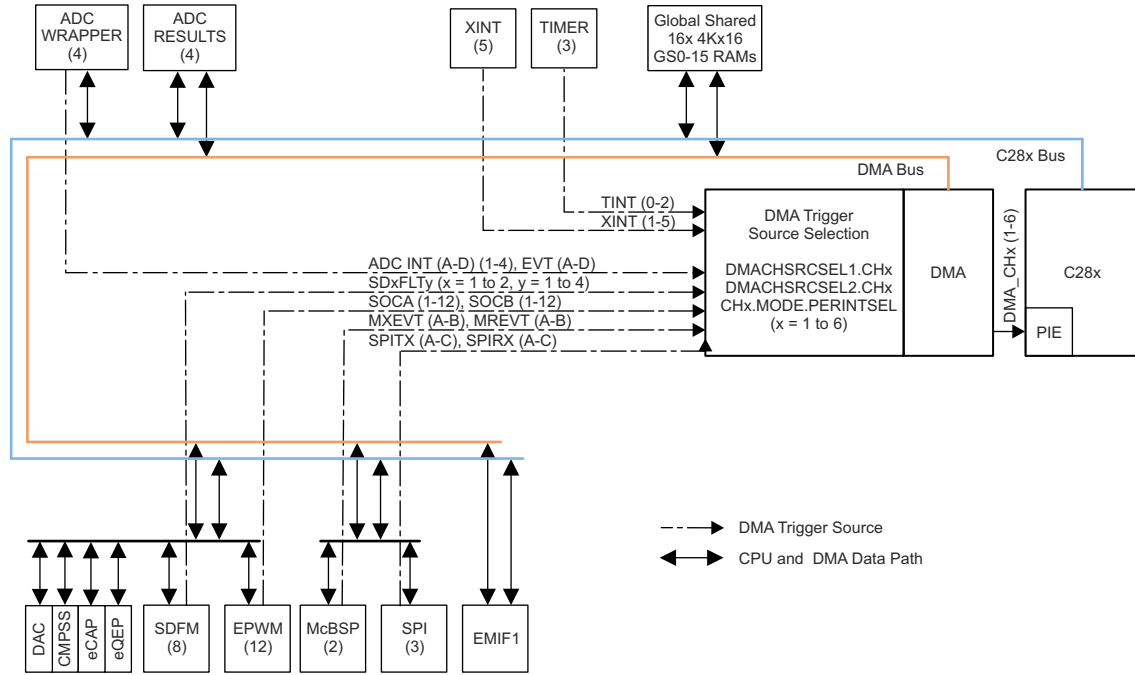 ADC
WRAPPER
(4)
ADC
RESULTS
(4)
XINT
(5)
TIMER
(3)
Global Shared
16x 4Kx16
GS0-15 RAMs
C28x Bus
DMA Bus
TINT (0-2)
XINT (1-5)
ADC INT (A-D) (1-4), EVT (A-D)
SDxFLTy (x = 1 to 2, y = 1 to 4)
SOCA (1-12), SOCB (1-12)
MXEVT (A-B), MREVT (A-B)
SPITX (A-C), SPIRX (A-C)
DMA Trigger
Source Selection
DMACHSRCSEL1.CHx
DMACHSRCSEL2.CHx
CHx.MODE.PERINTSEL
(x = 1 to 6)
DMA
DMA_CHx (1-6)
C28x
PIE
DMA Trigger Source
CPU and DMA Data Path
DAC
CMPSS
eCAP
eQEP
SDFM
(8)
EPWM
(12)
McBSP
(2)
SPI
(3)
EMIF1